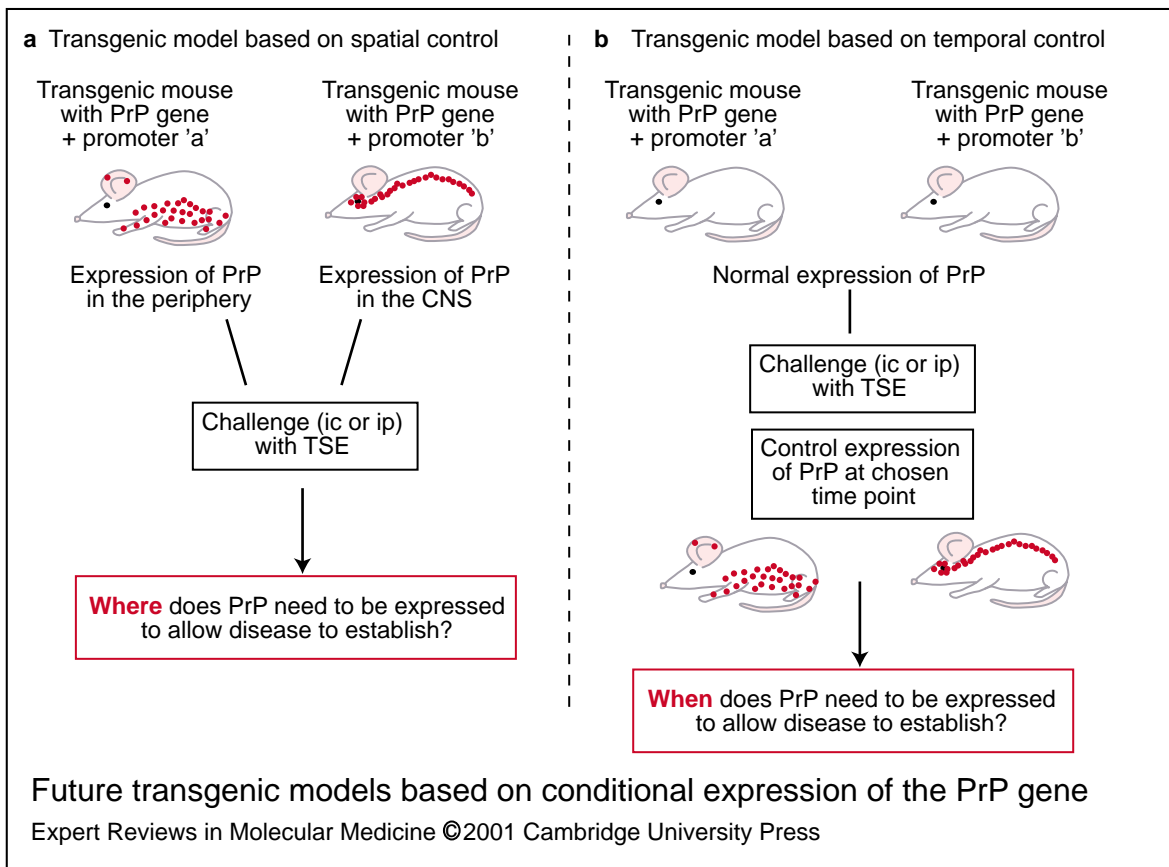 a Transgenic model based on spatial control
Transgenic mouse
with PrP gene
+ promoter 'a'
Transgenic mouse
with PrP gene
+ promoter 'b'
Expression of PrP
in the periphery
Expression of PrP
in the CNS
Challenge (ic or ip)
with TSE
Where does PrP need to be expressed
to allow disease to establish?
b Transgenic model based on temporal control
Transgenic mouse
with PrP gene
+ promoter 'a'
Transgenic mouse
with PrP gene
+ promoter 'b'
Normal expression of PrP
Challenge (ic or ip)
with TSE
Control expression
of PrP at chosen
time point
When does PrP need to be expressed
to allow disease to establish?
Future transgenic models based on conditional expression of the PrP gene
Expert Reviews in Molecular Medicine ©2001 Cambridge University Press